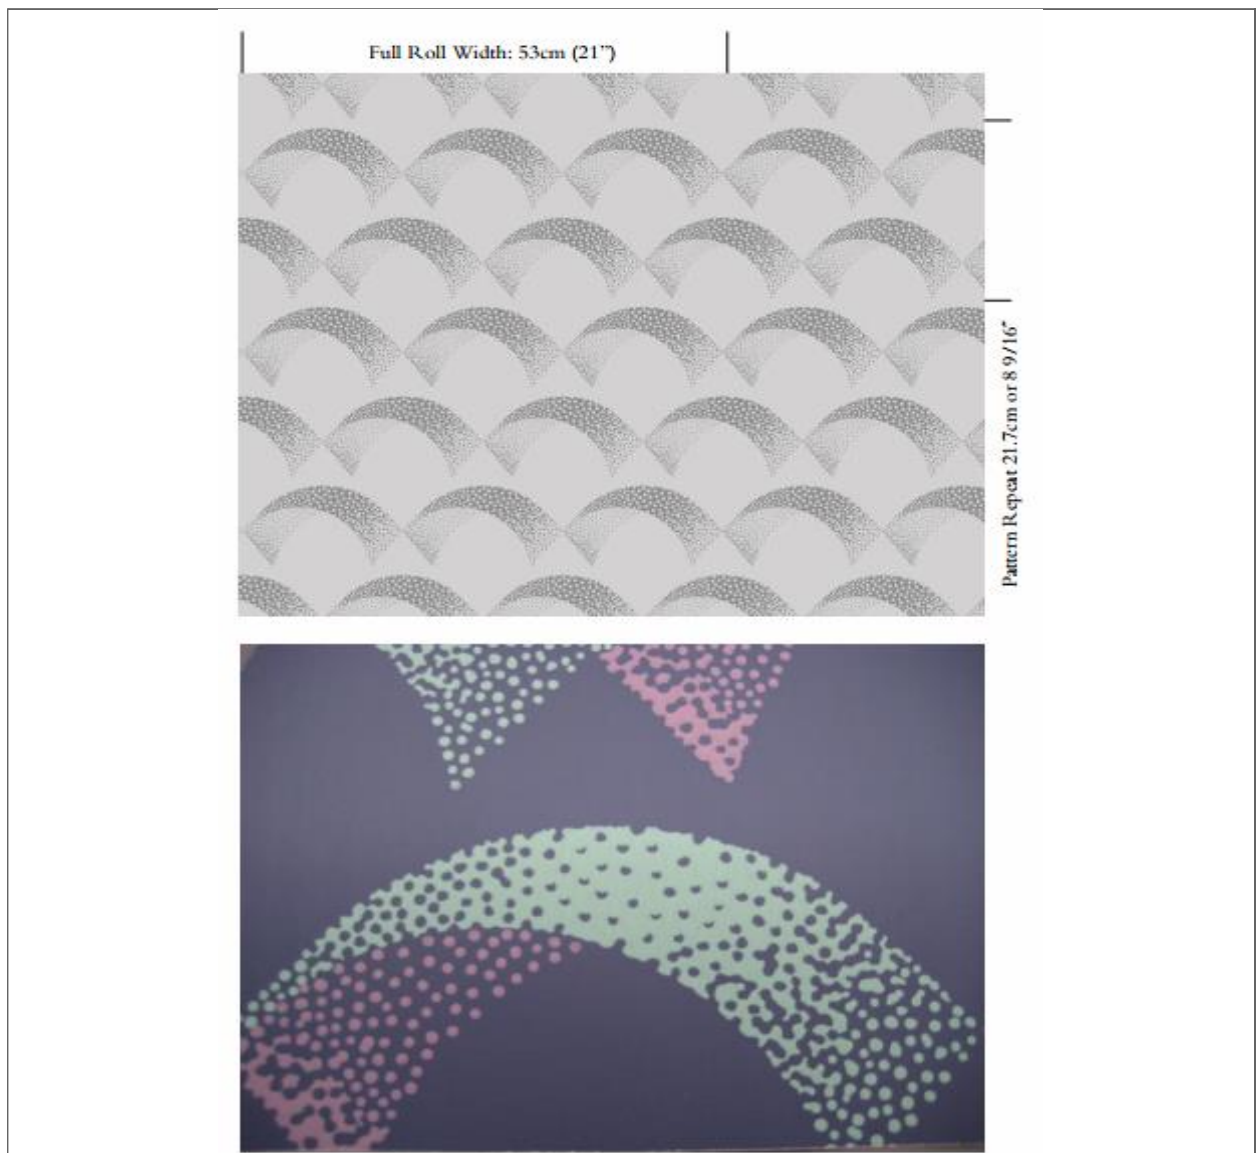 Full Roll Width: 53cm (21”)
Pattern Repeat 21.7cm or 8 9/16”